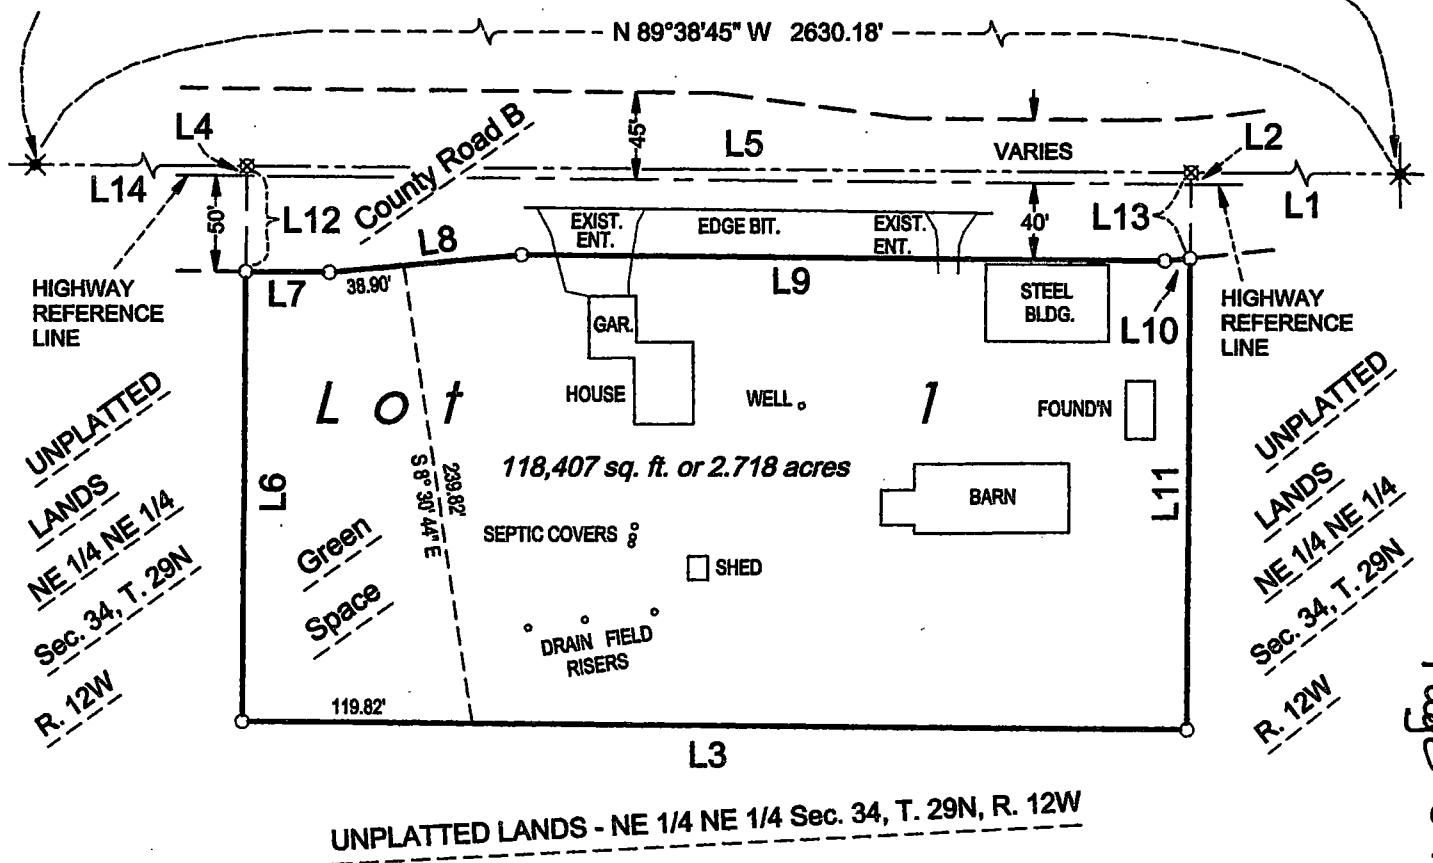 N 89°38'45" W 2630.18'
L4
County Road B
45'
L5
VARIES
L2
L14
L12
50'
L13
L1
EXIST.
ENT.
EDGE BIT.
EXIST.
ENT.
40'
L8
HIGHWAY
REFERENCE
LINE
L7
38.90'
L9
STEEL
BLDG.
L10
HIGHWAY
REFERENCE
LINE
GAR.
HOUSE
WELL
Lot 1
FOUND'N
UNPLATTED
LANDS
NE 1/4 NE 1/4
Sec. 34, T. 29N
R. 12W
L6
239.82'
S 8° 30' 44" E
118,407 sq. ft. or 2.718 acres
BARN
L11
UNPLATTED
LANDS
NE 1/4 NE 1/4
Sec. 34, T. 29N
R. 12W
Green
Space
SEPTIC COVERS
SHED
DRAIN FIELD
RISERS
119.82'
L3
UNPLATTED LANDS - NE 1/4 NE 1/4 Sec. 34, T. 29N, R. 12W